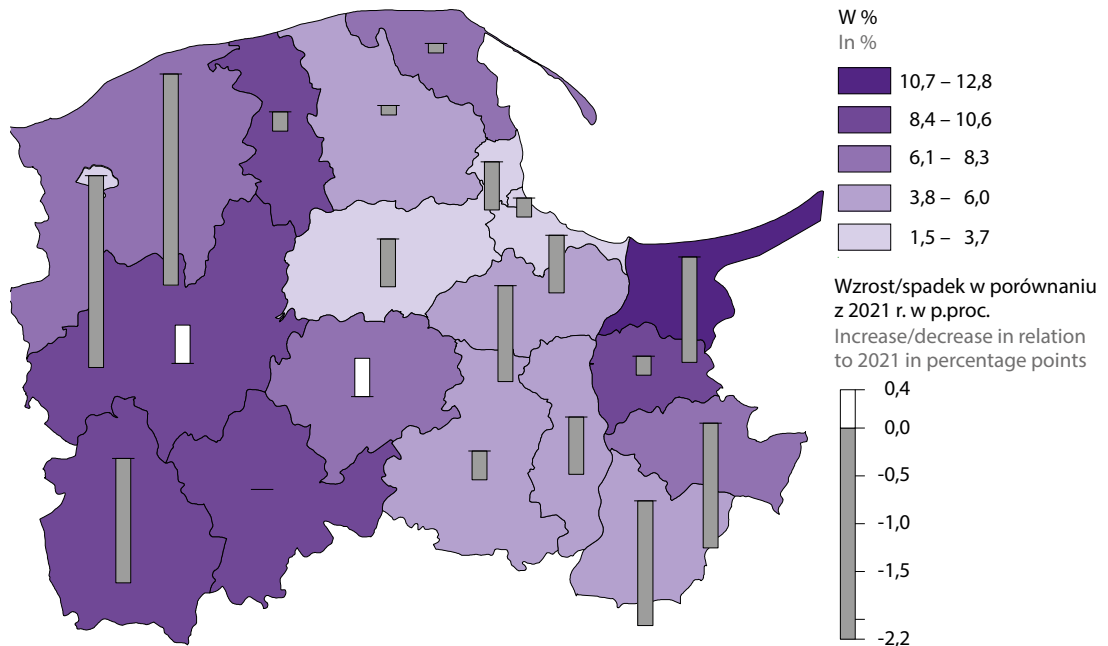 W %
In %
10,7 – 12,8
8,4 – 10,6
6,1 – 8,3
3,8 – 6,0
1,5 – 3,7
Wzrost/spadek w porównaniu
z 2021 r. w p.proc.
Increase/decrease in relation
to 2021 in percentage points
0,4
0,0
-0,5
-1,0
-1,5
-2,2